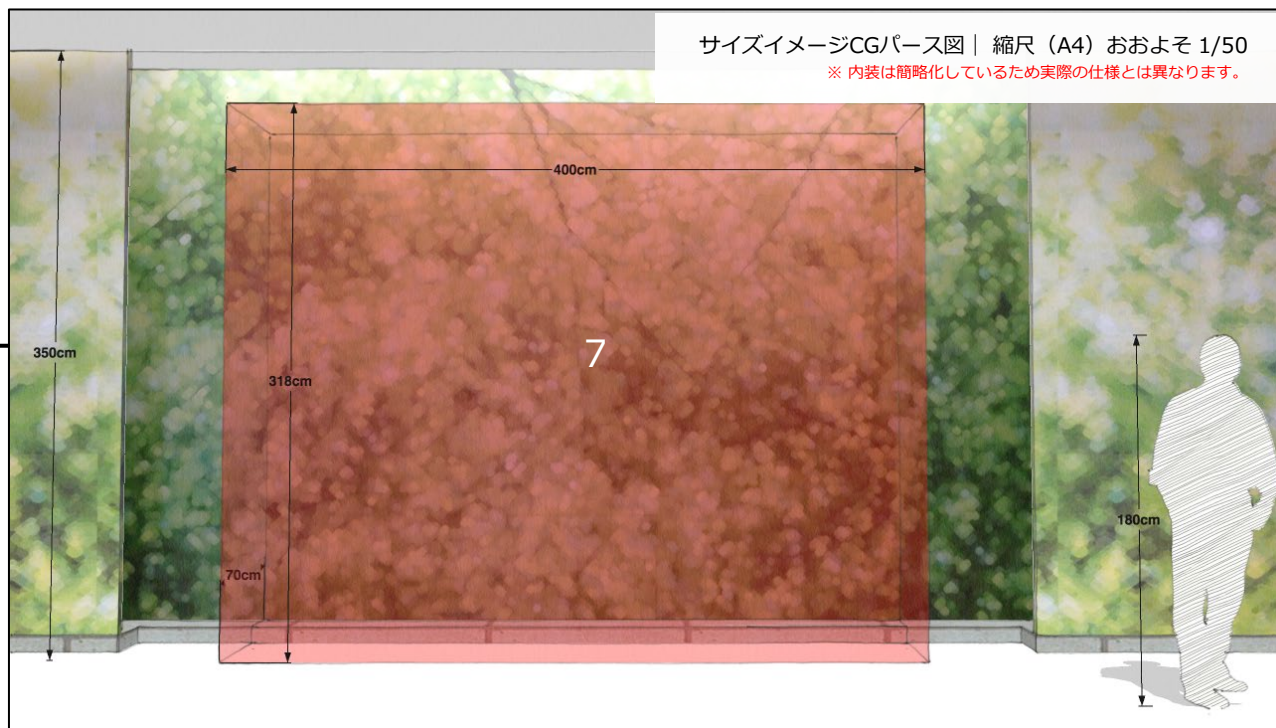 サイズイメージCGパース図｜ 縮尺（A4）おおよそ 1/50
※ 内装は簡略化しているため実際の仕様とは異なります。
400cm
350cm
318cm
7
180cm
70cm